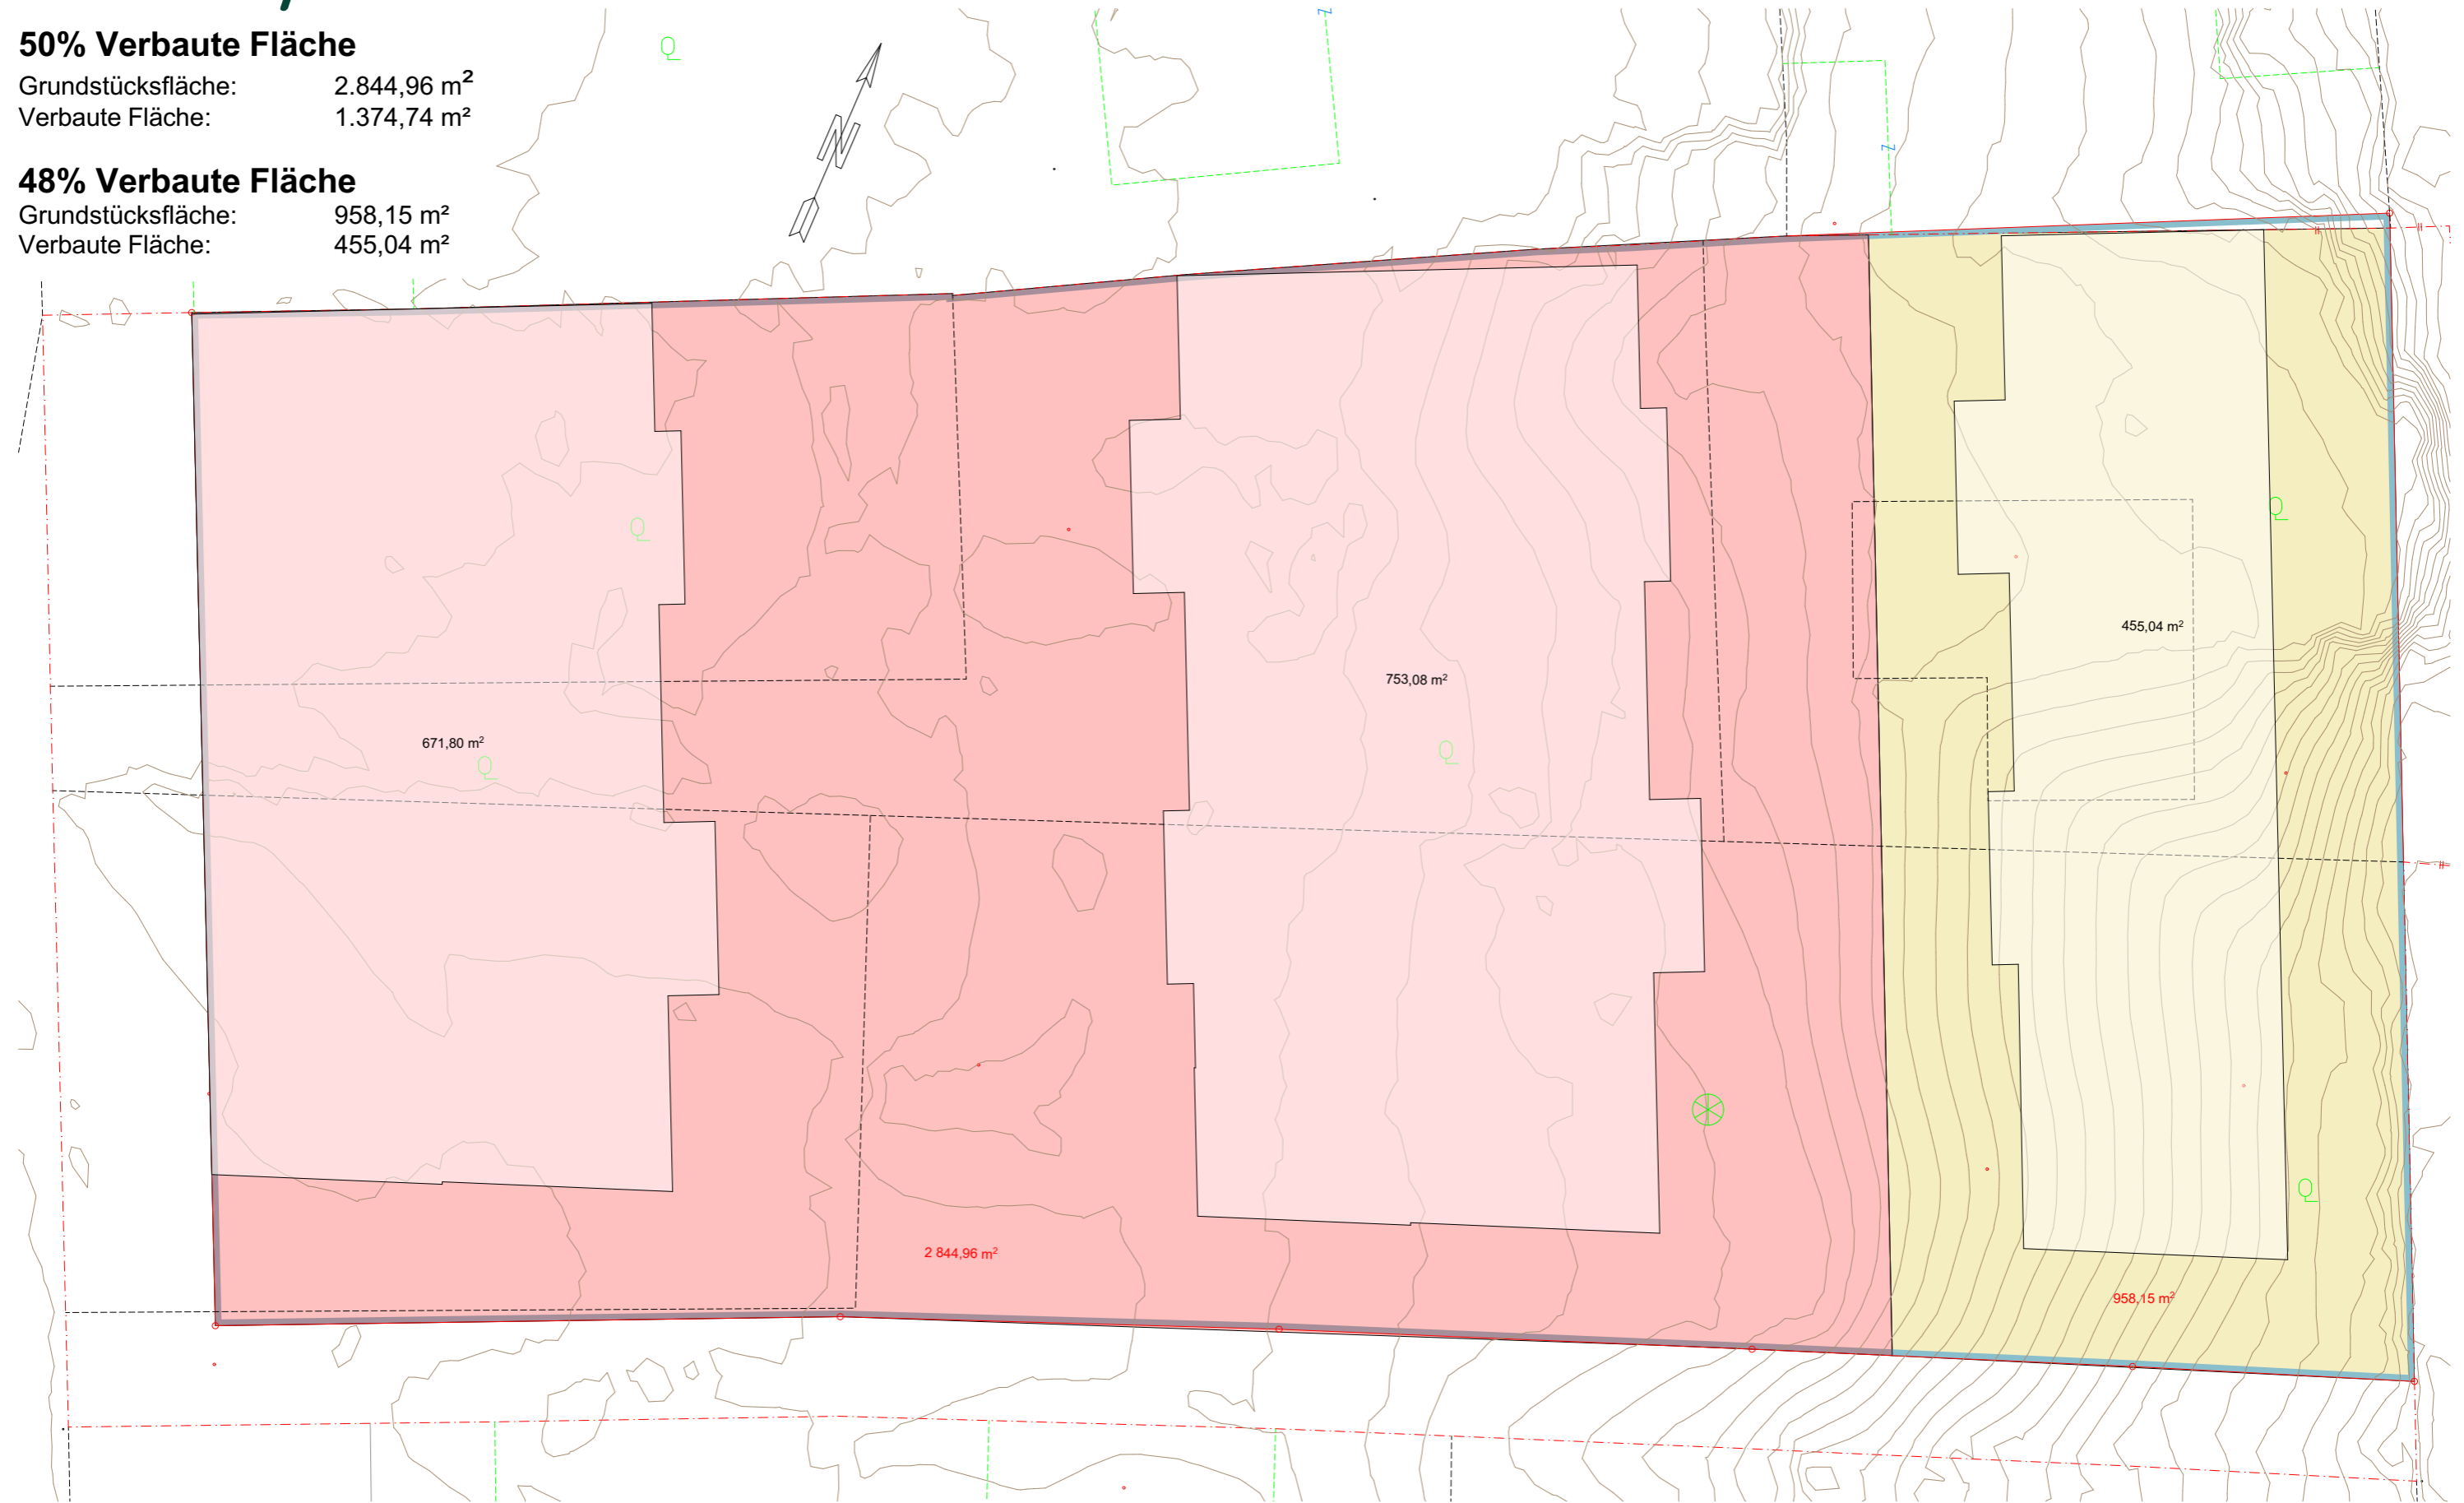 50% Verbaute Fläche
Grundstücksfläche: 2.844,96 m²
Verbaute Fläche: 1.374,74 m²
48% Verbaute Fläche
Grundstücksfläche: 958,15 m²
Verbaute Fläche: 455,04 m²
N
455,04 m²
753,08 m²
671,80 m²
2 844,96 m²
958,15 m²